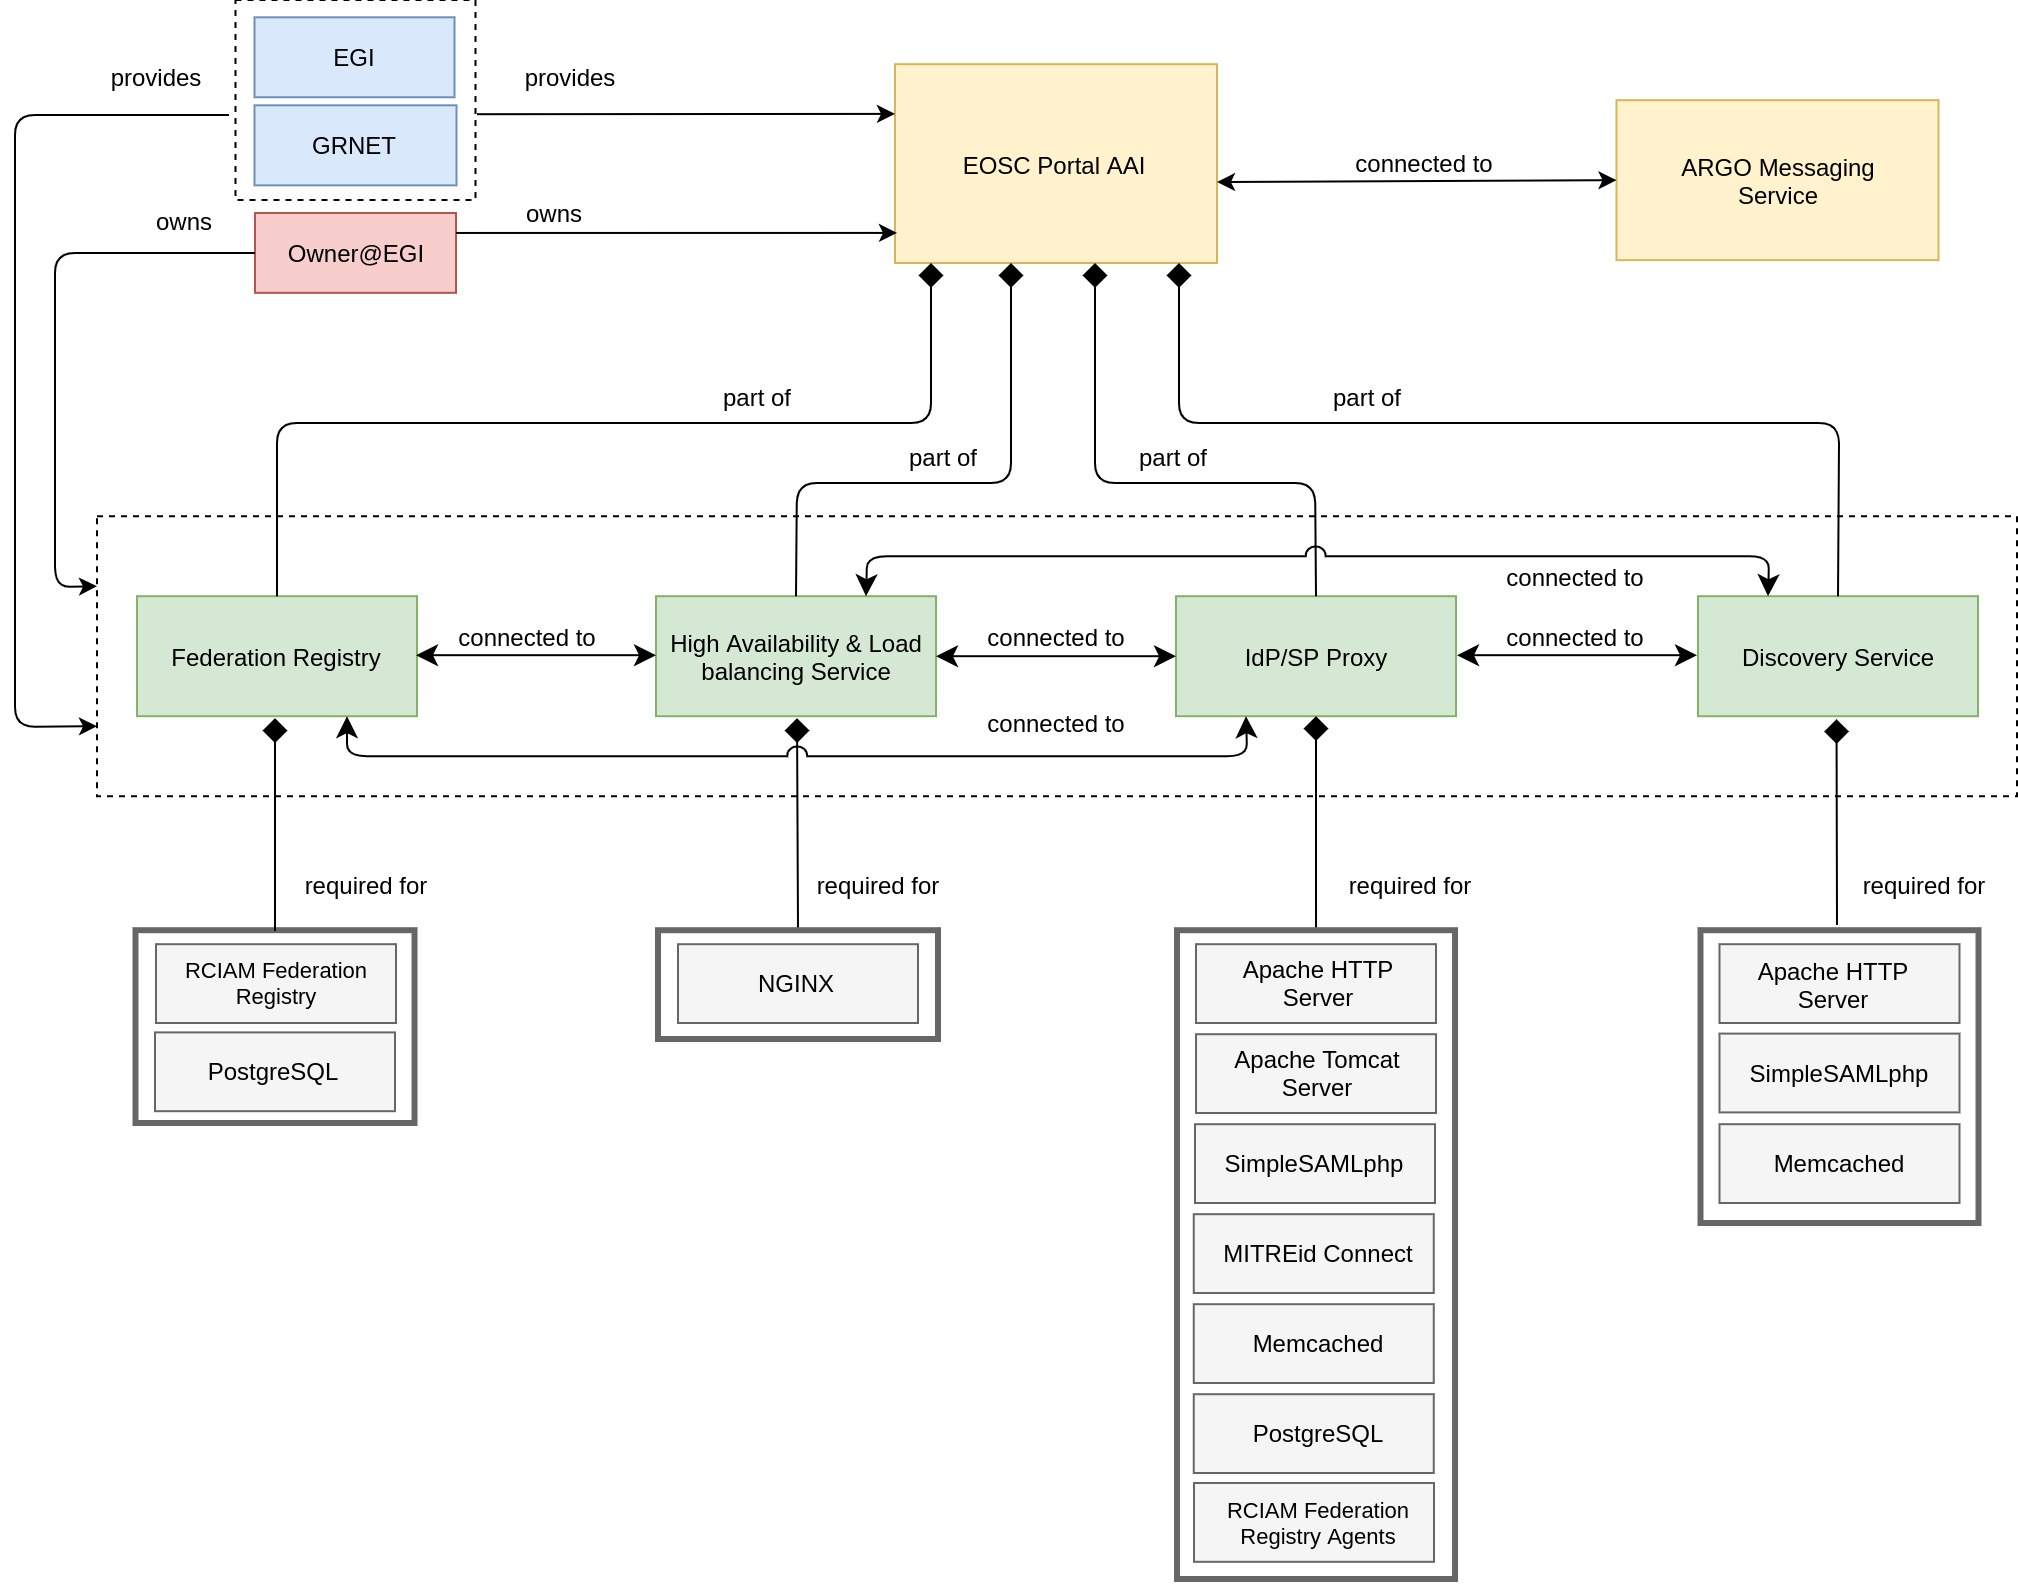 EGI
provides
provides
GRNET
EOSC Portal AAI
connected to
ARGO Messaging
Service
owns
owns
Owner@EGI
part of
part of
part of
part of
connected to
Federation Registry
connected to
High Availability & Load
balancing Service
connected to
IdP/SP Proxy
connected to
Discovery Service
connected to
required for
required for
required for
required for
RCIAM Federation
Registry
PostgreSQL
NGINX
Apache HTTP
Server
Apache Tomcat
Server
SimpleSAMLphp
MITREid Connect
Memcached
PostgreSQL
RCIAM Federation
Registry Agents
Apache HTTP
Server
SimpleSAMLphp
Memcached